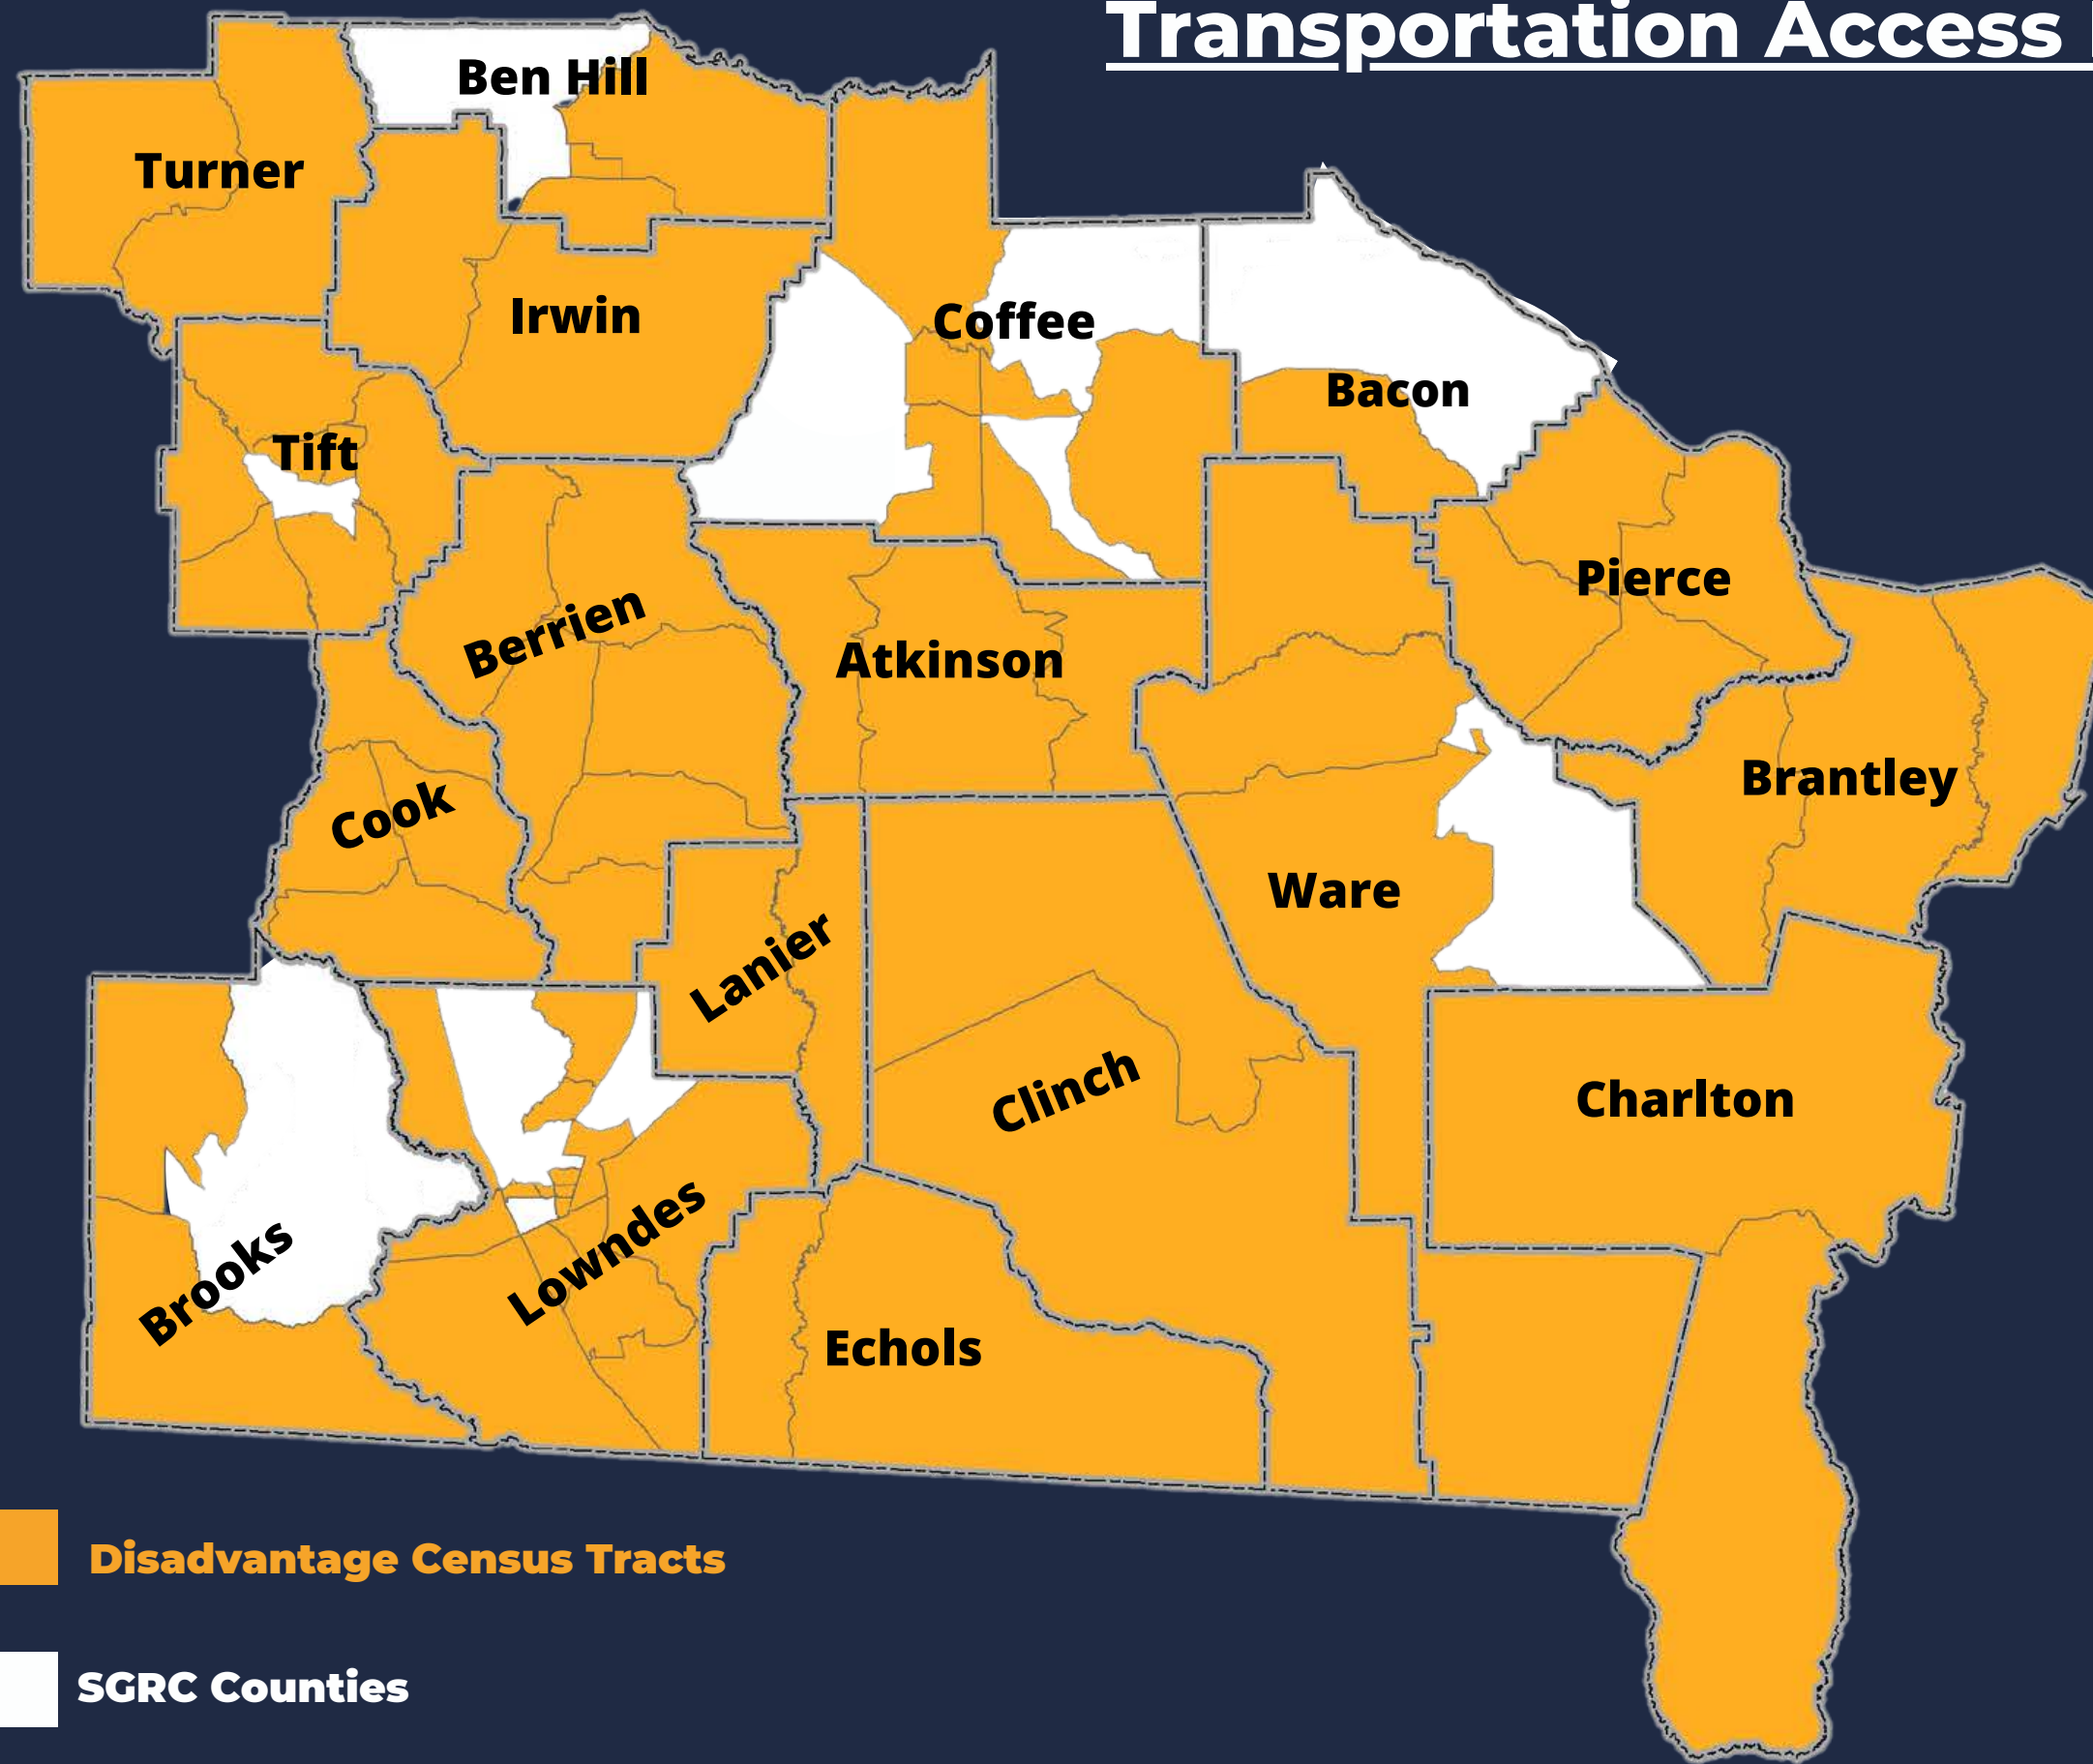 Transportation Access
Ben Hill
Turner
Irwin
Coffee
Bacon
Tift
Pierce
Berrien
Atkinson
Brantley
Cook
Ware
Lanier
Clinch
Charlton
Brooks
Lowndes
Echols
Disadvantage Census Tracts
SGRC Counties